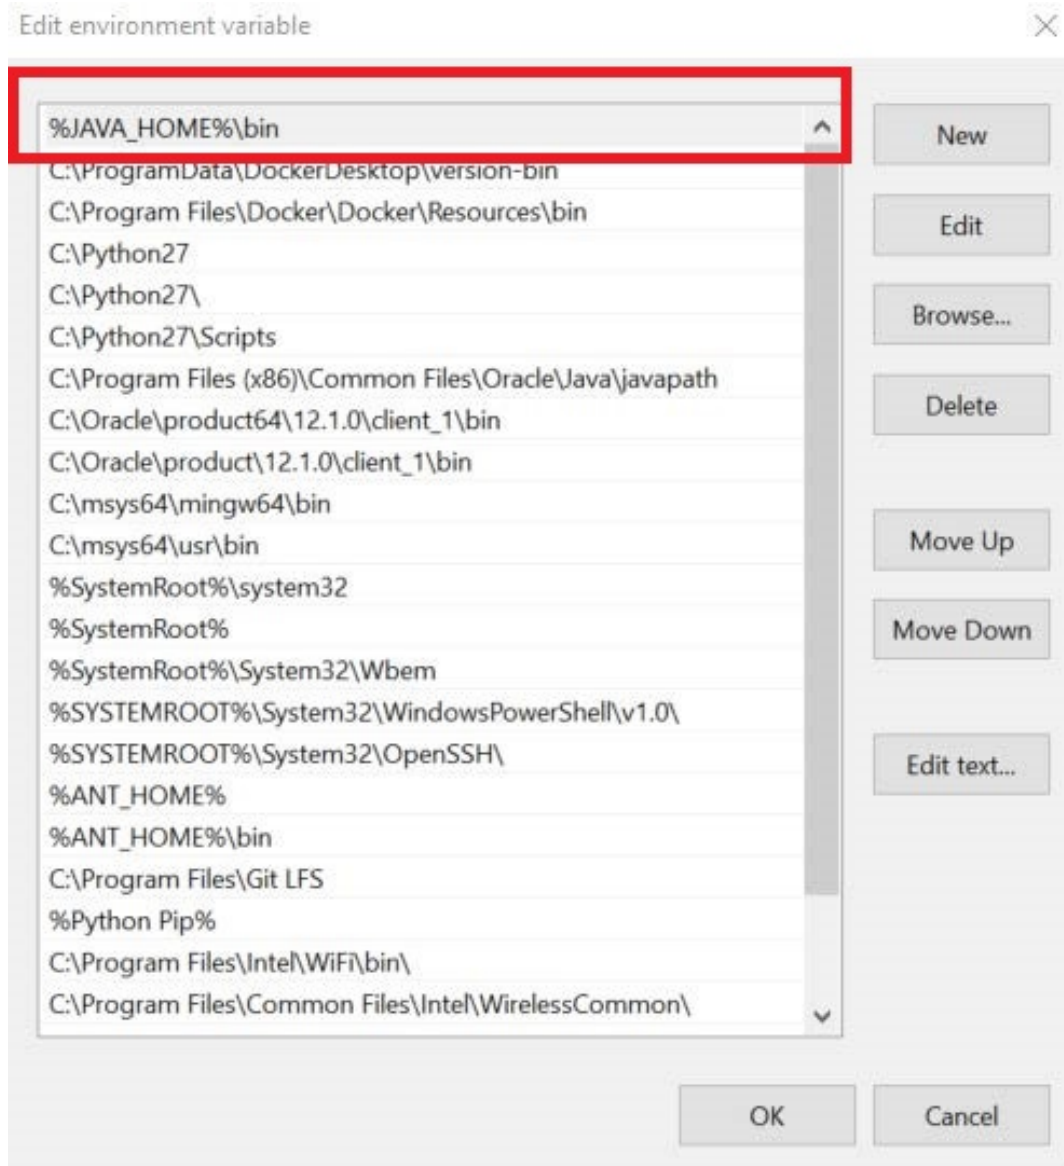 Edit environment variable
%JAVA_HOME%\bin
C:\ProgramData\DockerDesktop\version-bin
C:\Program Files\Docker\Docker\Resources\bin
C:\Python27
C:\Python27\
C:\Python27\Scripts
C:\Program Files (x86)\Common Files\Oracle\Java\javapath
C:\Oracle\product64\12.1.0\client_1\bin
C:\Oracle\product\12.1.0\client_1\bin
C:\msys64\mingw64\bin
C:\msys64\usr\bin
%SystemRoot%\system32
%SystemRoot%
%SystemRoot%\System32\Wbem
%SYSTEMROOT%\System32\WindowsPowerShell\v1.0\
%SYSTEMROOT%\System32\OpenSSH\
%ANT_HOME%
%ANT_HOME%\bin
C:\Program Files\Git LFS
%Python Pip%
C:\Program Files\Intel\WiFi\bin\
C:\Program Files\Common Files\Intel\WirelessCommon\
New
Edit
Browse...
Delete
Move Up
Move Down
Edit text...
OK
Cancel